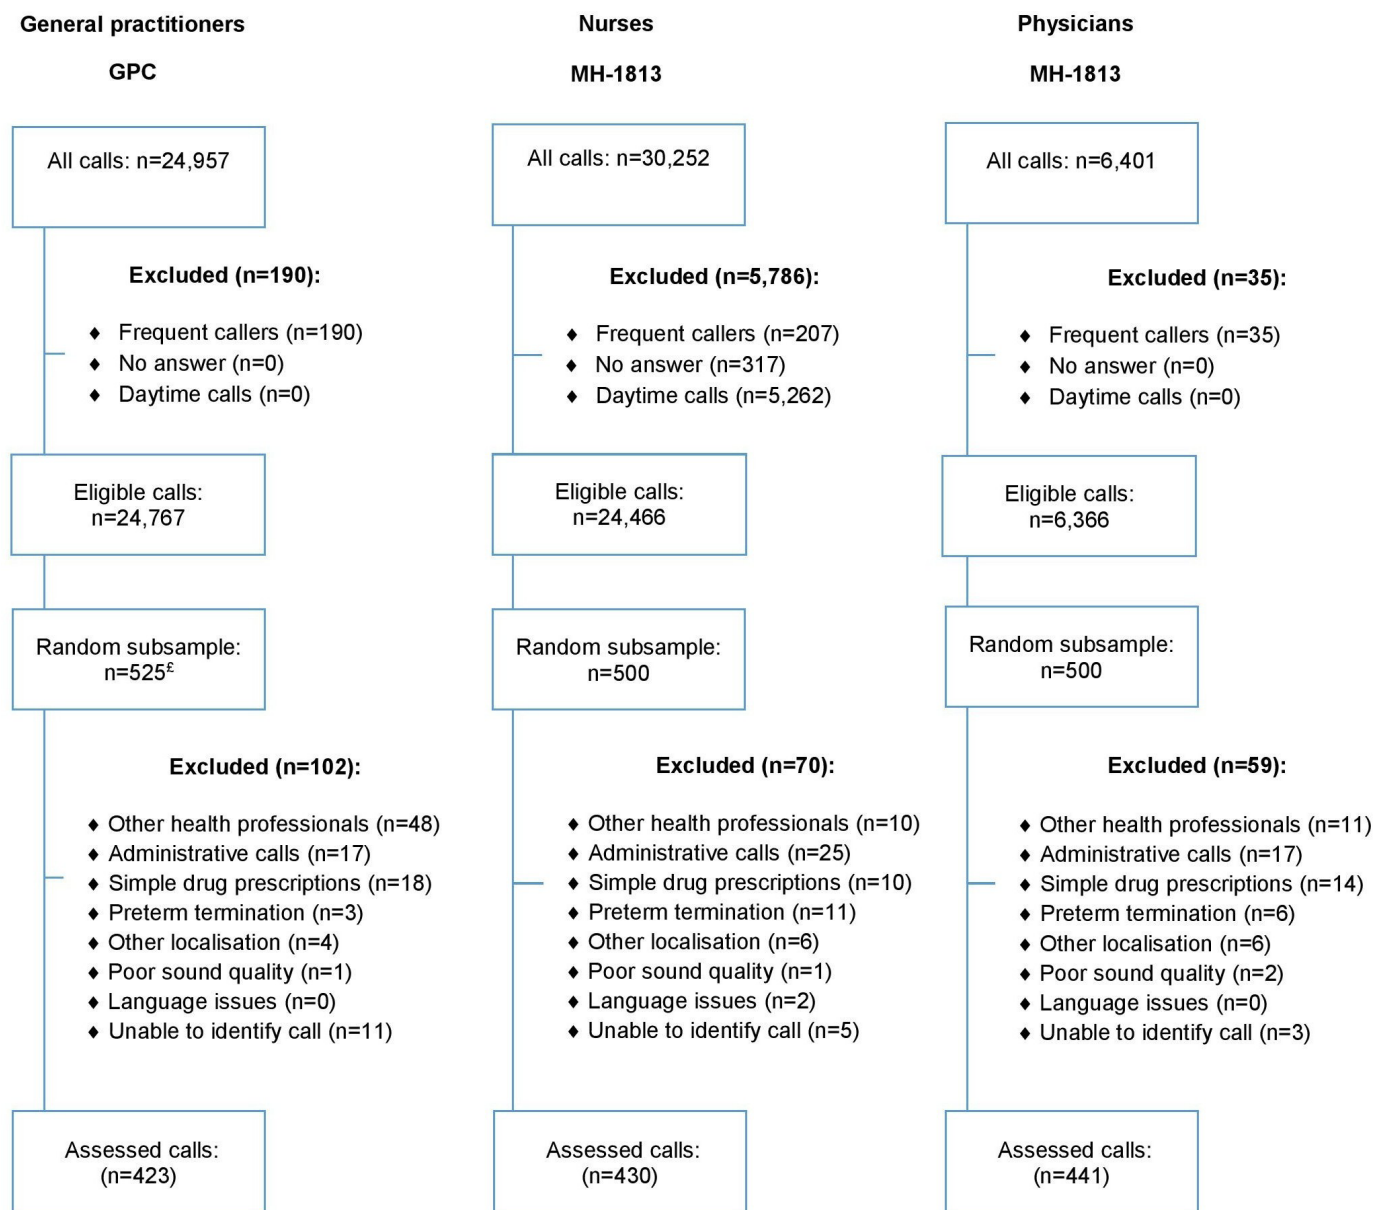 General practitioners
GPC
All calls: n=24,957
Excluded (n=190):
♦ Frequent callers (n=190)
♦ No answer (n=0)
♦ Daytime calls (n=0)
Eligible calls:
n=24,767
Random subsample:
n=525£
Excluded (n=102):
♦ Other health professionals (n=48)
♦ Administrative calls (n=17)
♦ Simple drug prescriptions (n=18)
♦ Preterm termination (n=3)
♦ Other localisation (n=4)
♦ Poor sound quality (n=1)
♦ Language issues (n=0)
♦ Unable to identify call (n=11)
Assessed calls:
(n=423)
Nurses
MH-1813
All calls: n=30,252
Excluded (n=5,786):
♦ Frequent callers (n=207)
♦ No answer (n=317)
♦ Daytime calls (n=5,262)
Eligible calls:
n=24,466
Random subsample:
n=500
Excluded (n=70):
♦ Other health professionals (n=10)
♦ Administrative calls (n=25)
♦ Simple drug prescriptions (n=10)
♦ Preterm termination (n=11)
♦ Other localisation (n=6)
♦ Poor sound quality (n=1)
♦ Language issues (n=2)
♦ Unable to identify call (n=5)
Assessed calls:
(n=430)
Physicians
MH-1813
All calls: n=6,401
Excluded (n=35):
♦ Frequent callers (n=35)
♦ No answer (n=0)
♦ Daytime calls (n=0)
Eligible calls:
n=6,366
Random subsample:
n=500
Excluded (n=59):
♦ Other health professionals (n=11)
♦ Administrative calls (n=17)
♦ Simple drug prescriptions (n=14)
♦ Preterm termination (n=6)
♦ Other localisation (n=6)
♦ Poor sound quality (n=2)
♦ Language issues (n=0)
♦ Unable to identify call (n=3)
Assessed calls:
(n=441)